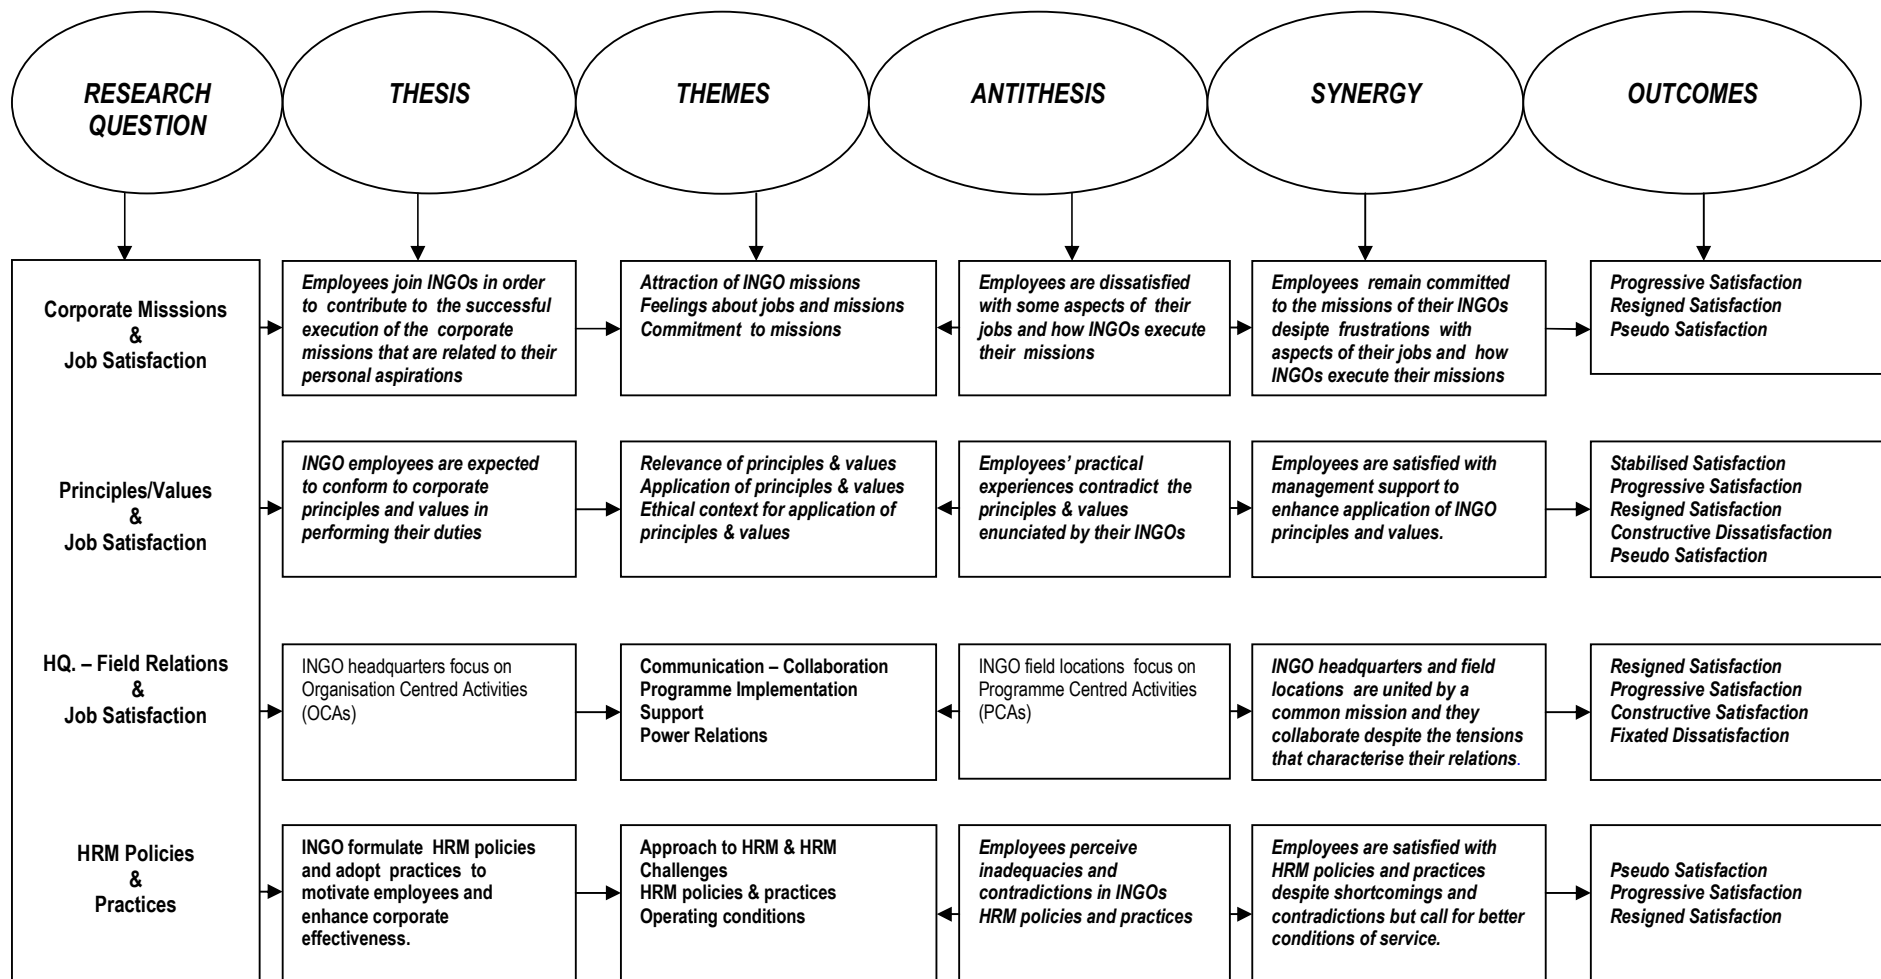 RESEARCH
QUESTION
THESIS
THEMES
ANTITHESIS
SYNERGY
OUTCOMES
Corporate Misssions
&
Job Satisfaction
Employees join INGOs in order
to contribute to the successful
execution of the corporate
missions that are related to their
personal aspirations
Attraction of INGO missions
Feelings about jobs and missions
Commitment to missions
Employees are dissatisfied
with some aspects of their
jobs and how INGOs execute
their missions
Employees remain committed
to the missions of their INGOs
despite frustrations with
aspects of their jobs and how
INGOs execute their missions
Progressive Satisfaction
Resigned Satisfaction
Pseudo Satisfaction
Principles/Values
&
Job Satisfaction
INGO employees are expected
to conform to corporate
principles and values in
performing their duties
Relevance of principles & values
Application of principles & values
Ethical context for application of
principles & values
Employees' practical
experiences contradict the
principles & values
enunciated by their INGOs
Employees are satisfied with
management support to
enhance application of INGO
principles and values.
Stabilised Satisfaction
Progressive Satisfaction
Resigned Satisfaction
Constructive Dissatisfaction
Pseudo Satisfaction
HQ. – Field Relations
&
Job Satisfaction
INGO headquarters focus on
Organisation Centred Activities
(OCAs)
Communication – Collaboration
Programme Implementation
Support
Power Relations
INGO field locations focus on
Programme Centred Activities
(PCAs)
INGO headquarters and field
locations are united by a
common mission and they
collaborate despite the tensions
that characterise their relations.
Resigned Satisfaction
Progressive Satisfaction
Constructive Satisfaction
Fixated Dissatisfaction
HRM Policies
&
Practices
INGO formulate HRM policies
and adopt practices to
motivate employees and
enhance corporate
effectiveness.
Approach to HRM & HRM
Challenges
HRM policies & practices
Operating conditions
Employees perceive
inadequacies and
contradictions in INGOs
HRM policies and practices
Employees are satisfied with
HRM policies and practices
despite shortcomings and
contradictions but call for better
conditions of service.
Pseudo Satisfaction
Progressive Satisfaction
Resigned Satisfaction